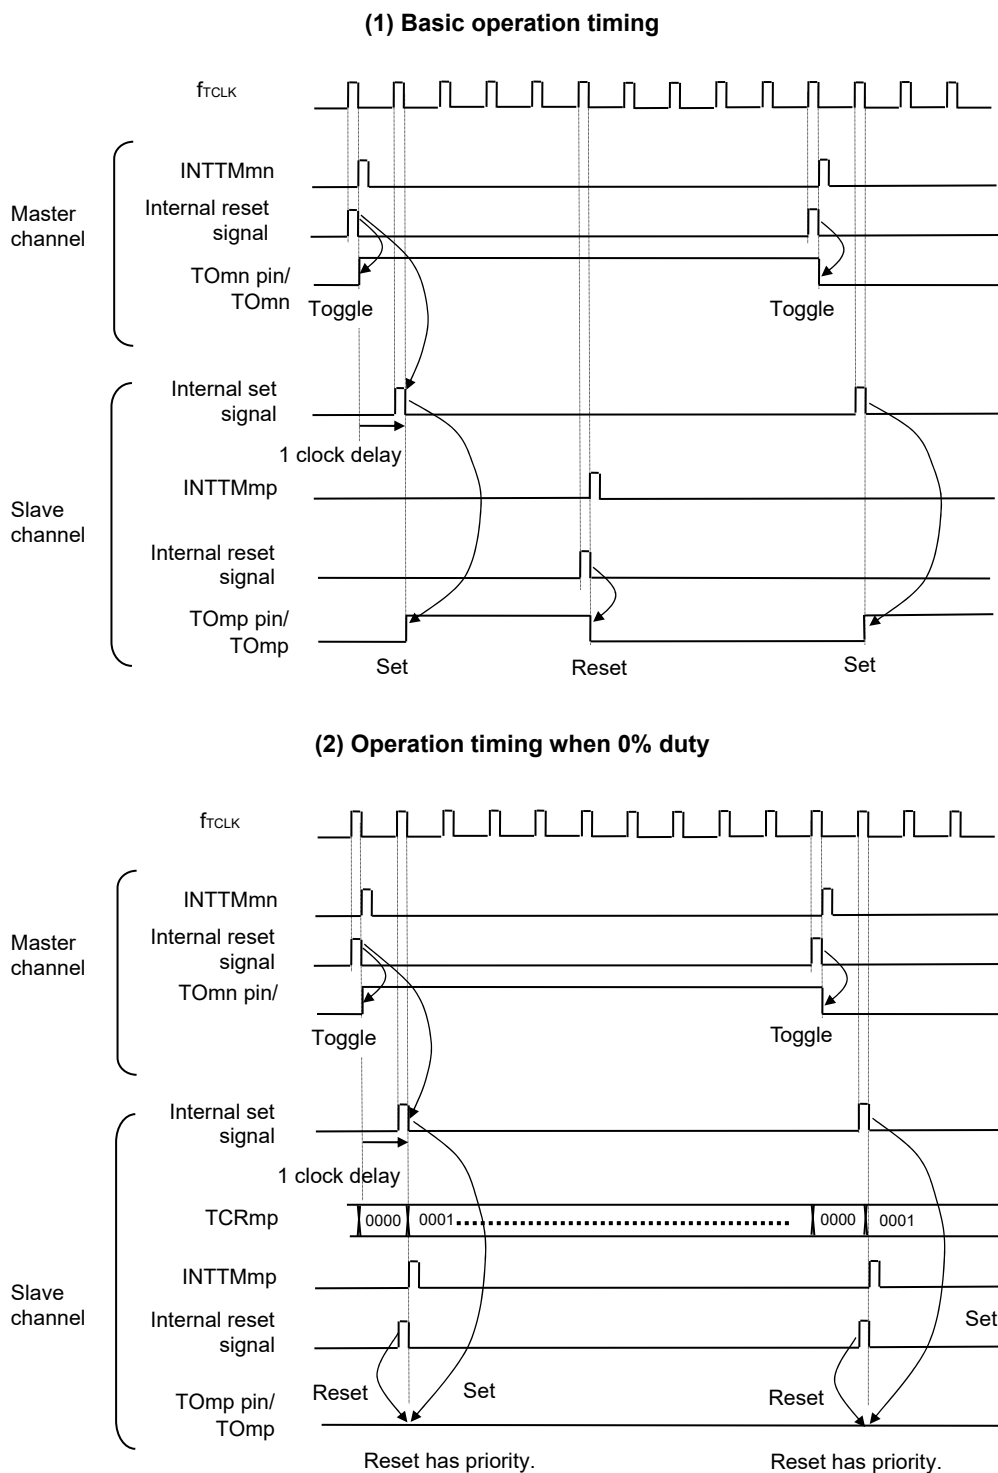 (1) Basic operation timing
fTCLK
INTTMmn
Internal reset
signal
Master
channel
TOmn pin/
TOmn
Toggle
Toggle
Internal set
signal
1 clock delay
INTTMmp
Slave
channel
Internal reset
signal
TOmp pin/
TOmp
Set
Reset
Set
(2) Operation timing when 0% duty
fTCLK
INTTMmn
Master
channel
Internal reset
signal
TOmn pin/
Toggle
Toggle
Internal set
signal
1 clock delay
TCRmp
0000
0001
0000
0001
INTTMmp
Slave
channel
Internal reset
signal
Set
Reset
Set
Reset
TOmp pin/
TOmp
Reset has priority.
Reset has priority.